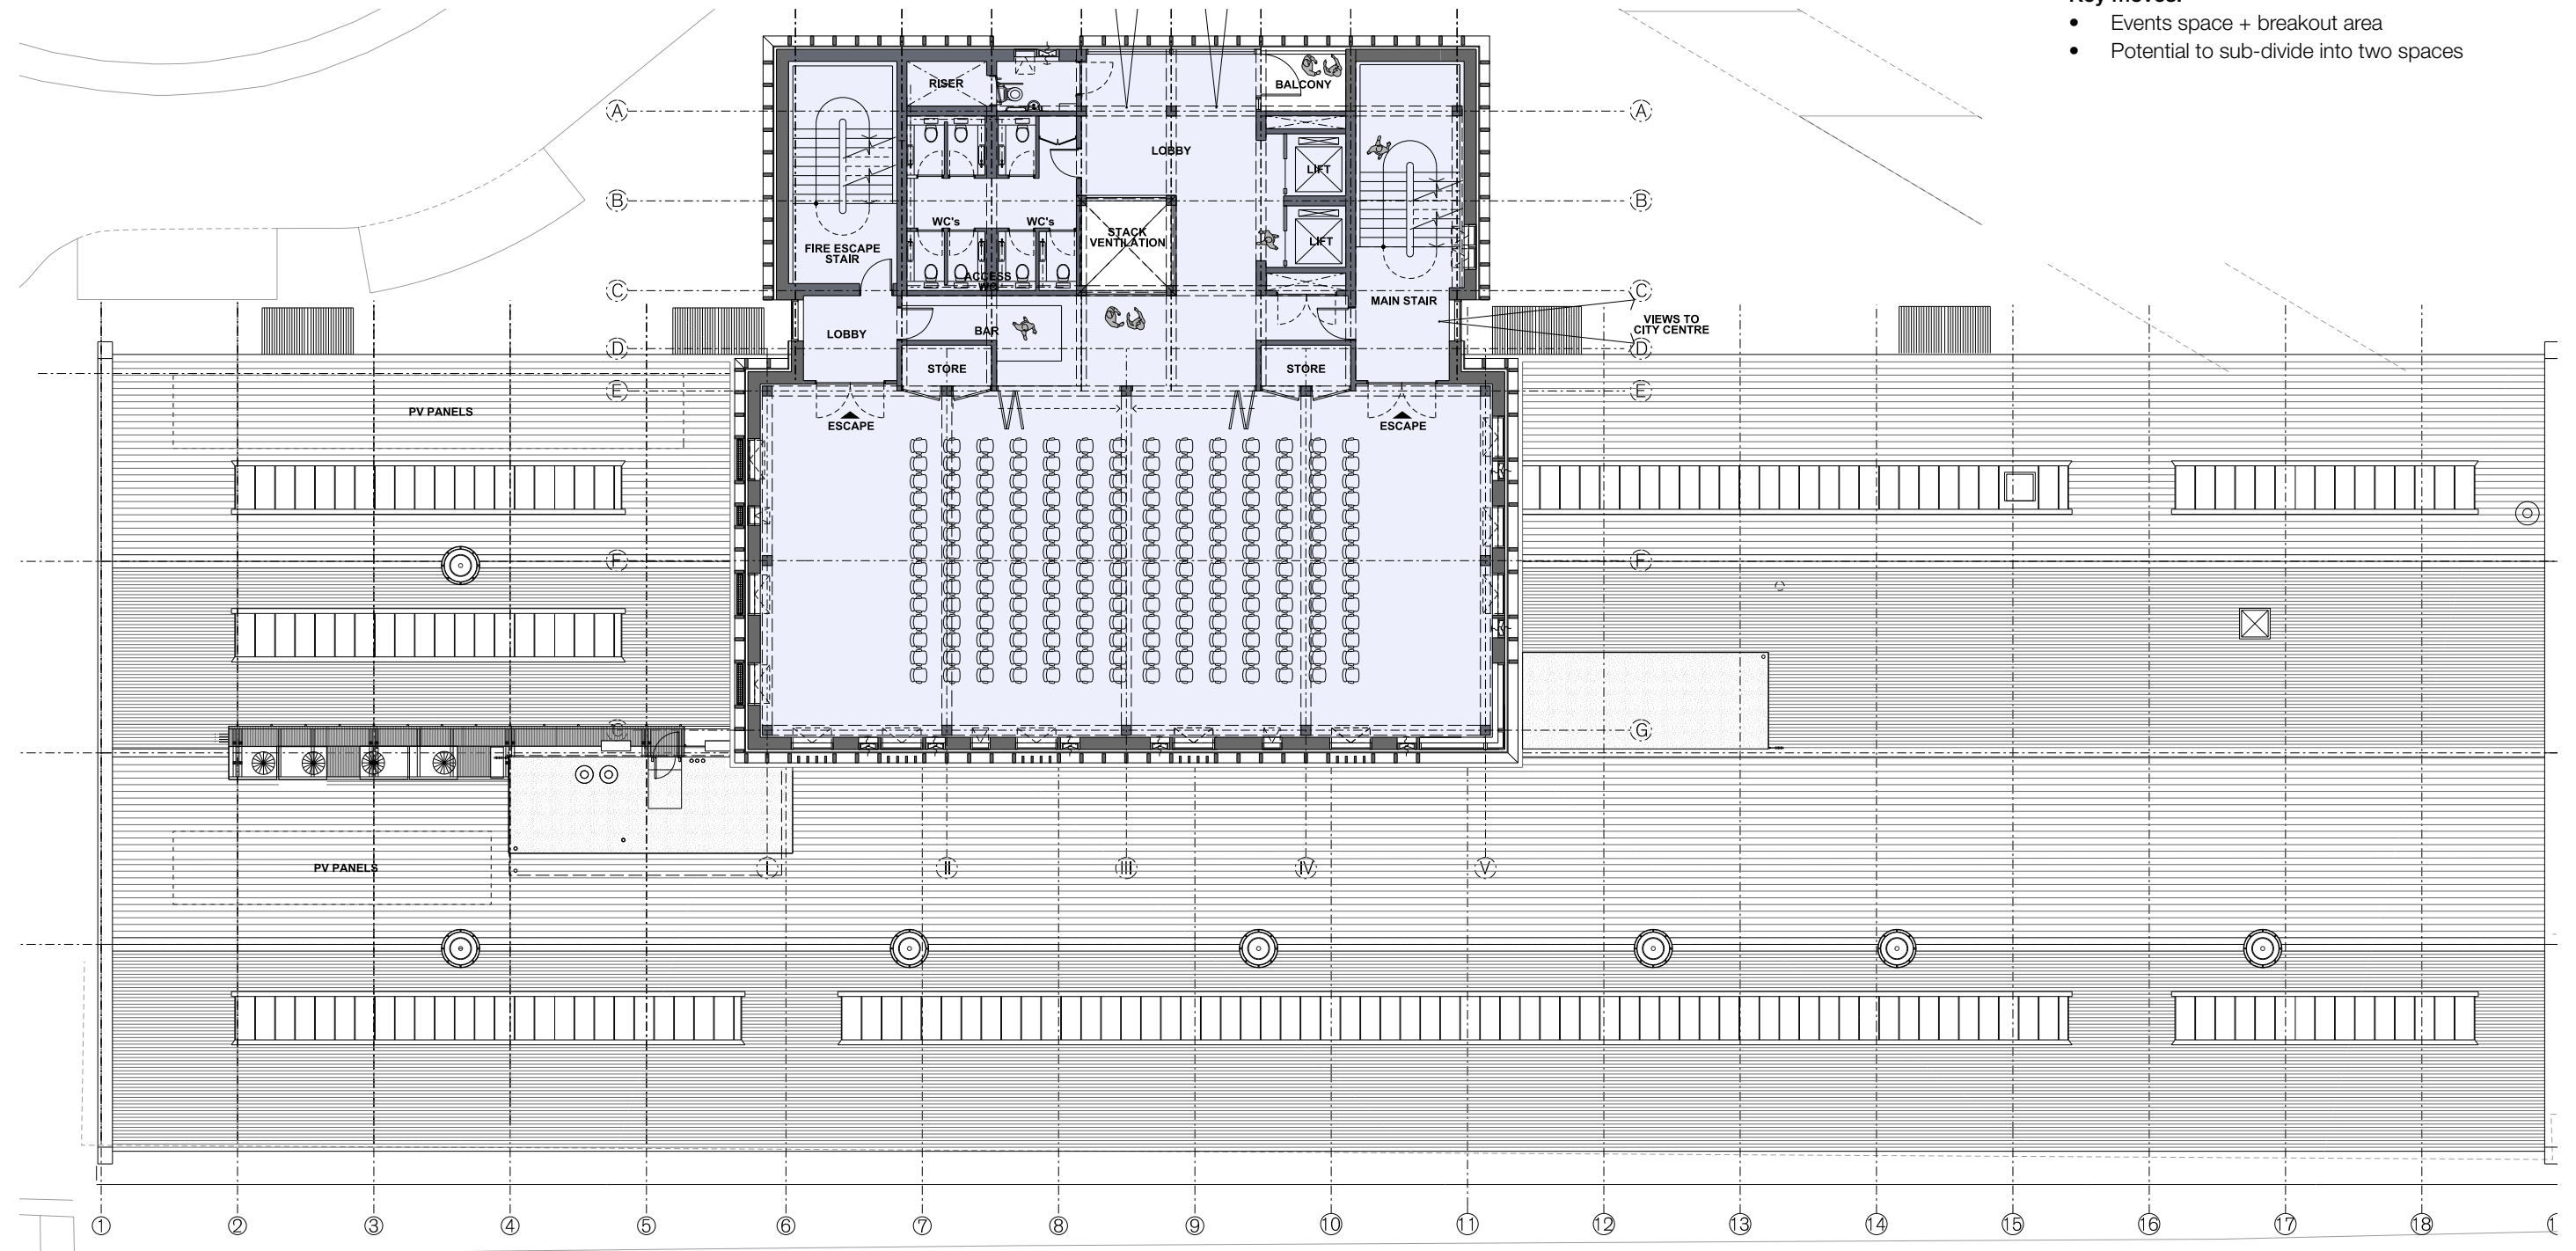 Key moves:
• Events space + breakout area
• Potential to sub-divide into two spaces
RISER
BALCONY
A
A
LOBBY
LIFT
B
B
WC's
WC's
STACK
VENTILATION
LIFT
FIRE ESCAPE
STAIR
ACCESS
WC
C
C
MAIN STAIR
VIEWS TO
CITY CENTRE
LOBBY
BAR
D
D
STORE
STORE
E
E
PV PANELS
ESCAPE
ESCAPE
F
F
G
G
PV PANELS
I
II
III
IV
V
1
2
3
4
5
6
7
8
9
10
11
12
13
14
15
16
17
18